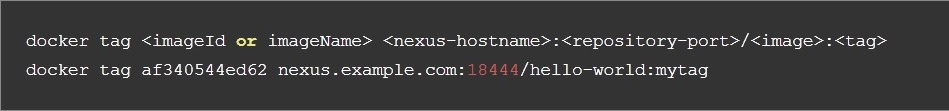 docker tag <imageId or imageName> <nexus-hostname>:<repository-port>/<image>:<tag>
docker tag af340544ed62 nexus.example.com:18444/hello-world:mytag